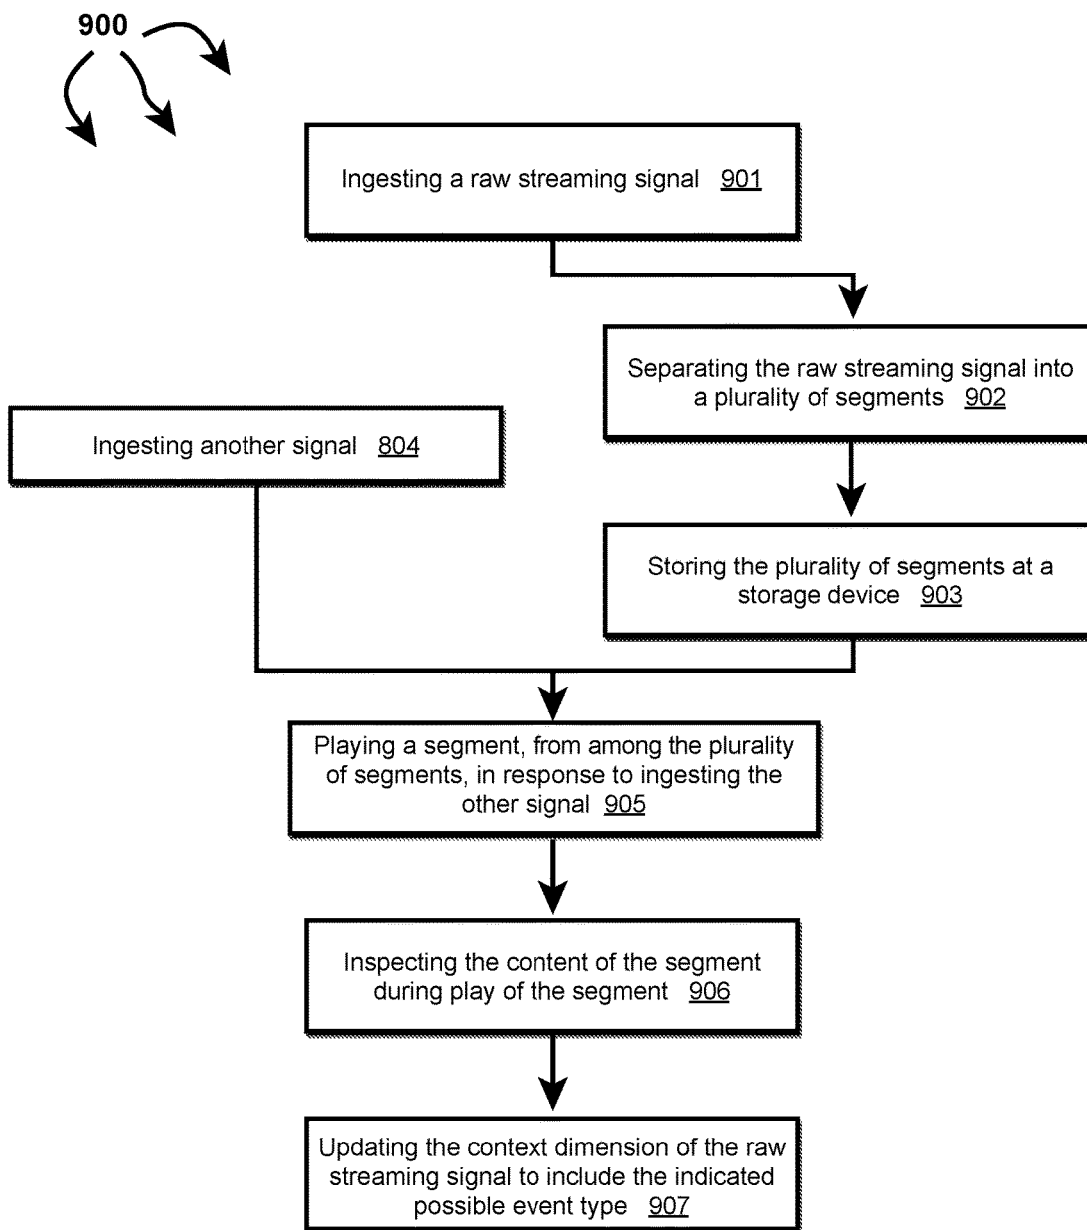 900
Ingesting a raw streaming signal 901
Separating the raw streaming signal into
a plurality of segments 902
Ingesting another signal 804
Storing the plurality of segments at a
storage device 903
Playing a segment, from among the plurality
of segments, in response to ingesting the
other signal 905
Inspecting the content of the segment
during play of the segment 906
Updating the context dimension of the raw
streaming signal to include the indicated
possible event type 907